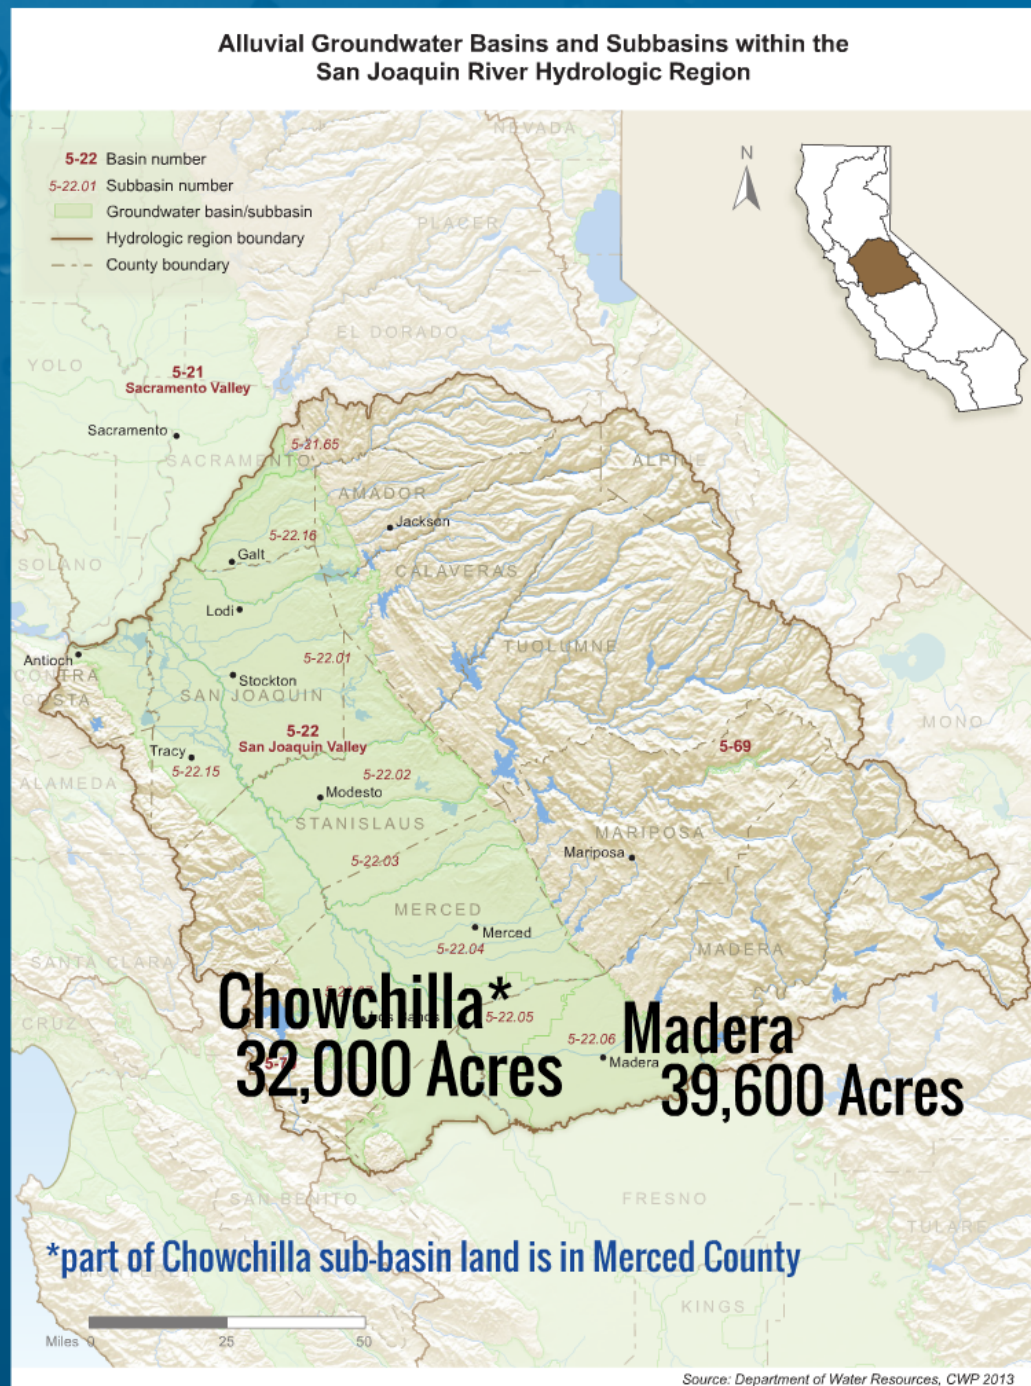 Alluvial Groundwater Basins and Subbasins within the
San Joaquin River Hydrologic Region
5-22 Basin number
5-22.01 Subbasin number
Groundwater basin/subbasin
Hydrologic region boundary
County boundary
N
NEVADA
PLACER
EL DORADO
YOLO
5-21
Sacramento Valley
Sacramento
5-21.65
SACRAMENTO
ALPINE
AMADOR
Jackson
5-22.16
Galt
SOLANO
CALAVERAS
Lodi
TUOLUMNE
Antioch
5-22.01
CONTRA
COSTA
Stockton
SAN JOAQUIN
MONO
5-22
San Joaquin Valley
5-69
Tracy
5-22.15
5-22.02
ALAMEDA
Modesto
STANISLAUS
MARIPOSA
Mariposa
5-22.03
MERCED
Merced
5-22.04
MADERA
SANTA CLARA
Chowchilla*
32,000 Acres
5-22.05
CRUZ
5-22.06
Madera
Madera
39,600 Acres
SAN BENITO
FRESNO
TULARE
*part of Chowchilla sub-basin land is in Merced County
KINGS
Miles 0 25 50
Source: Department of Water Resources, CWP 2013